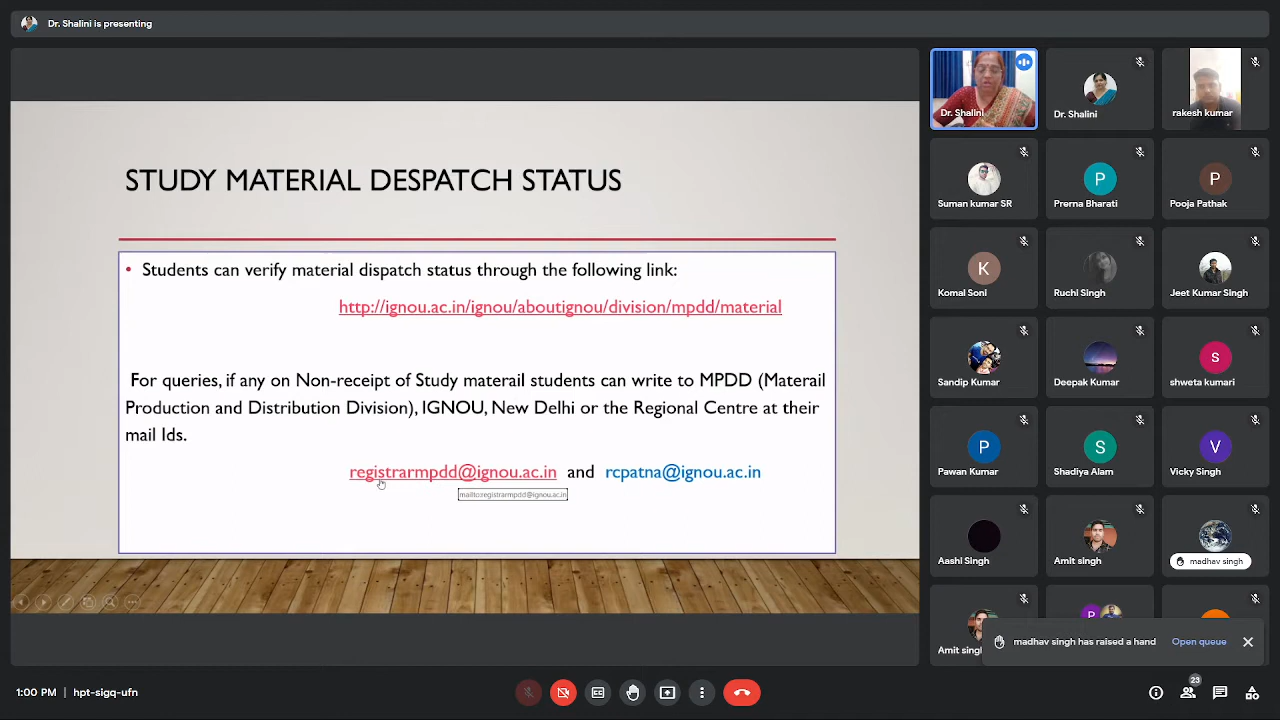 Dr. Shalini is presenting
STUDY MATERIAL DESPATCH STATUS
• Students can verify material dispatch status through the following link:
http://ignou.ac.in/ignou/aboutignou/division/mpdd/material
For queries, if any on Non-receipt of Study materail students can write to MPDD (Materail
Production and Distribution Division), IGNOU, New Delhi or the Regional Centre at their
mail Ids.
registrarmpdd@ignou.ac.in and rcpatna@ignou.ac.in
mailto:registrarmpdd@ignou.ac.in
Dr. Shalini
Dr. Shalini
rakesh kumar
Suman kumar SR
P
Prerna Bharati
P
Pooja Pathak
K
Komal Soni
Ruchi Singh
Jeet Kumar Singh
Sandip Kumar
Deepak Kumar
s
shweta kumari
P
Pawan Kumar
S
Shadiya Alam
V
Vicky Singh
Aashi Singh
Amit singh
madhav singh
Amit singh
P
madhav singh has raised a hand
Open queue
1:00 PM | hpt-sigq-ufn
23